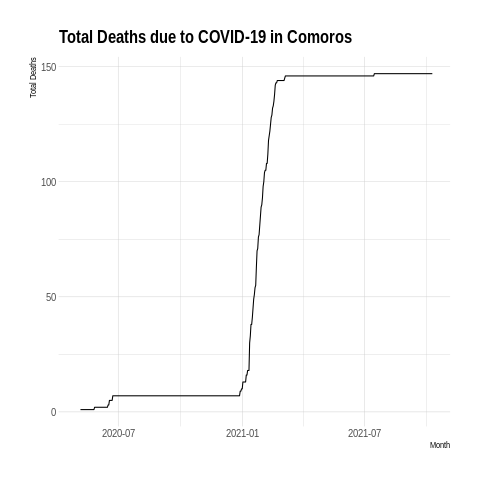 Total Deaths due to COVID-19 in Comoros
Total Deaths
150
100
50
0
2020-07
2021-01
2021-07
Month